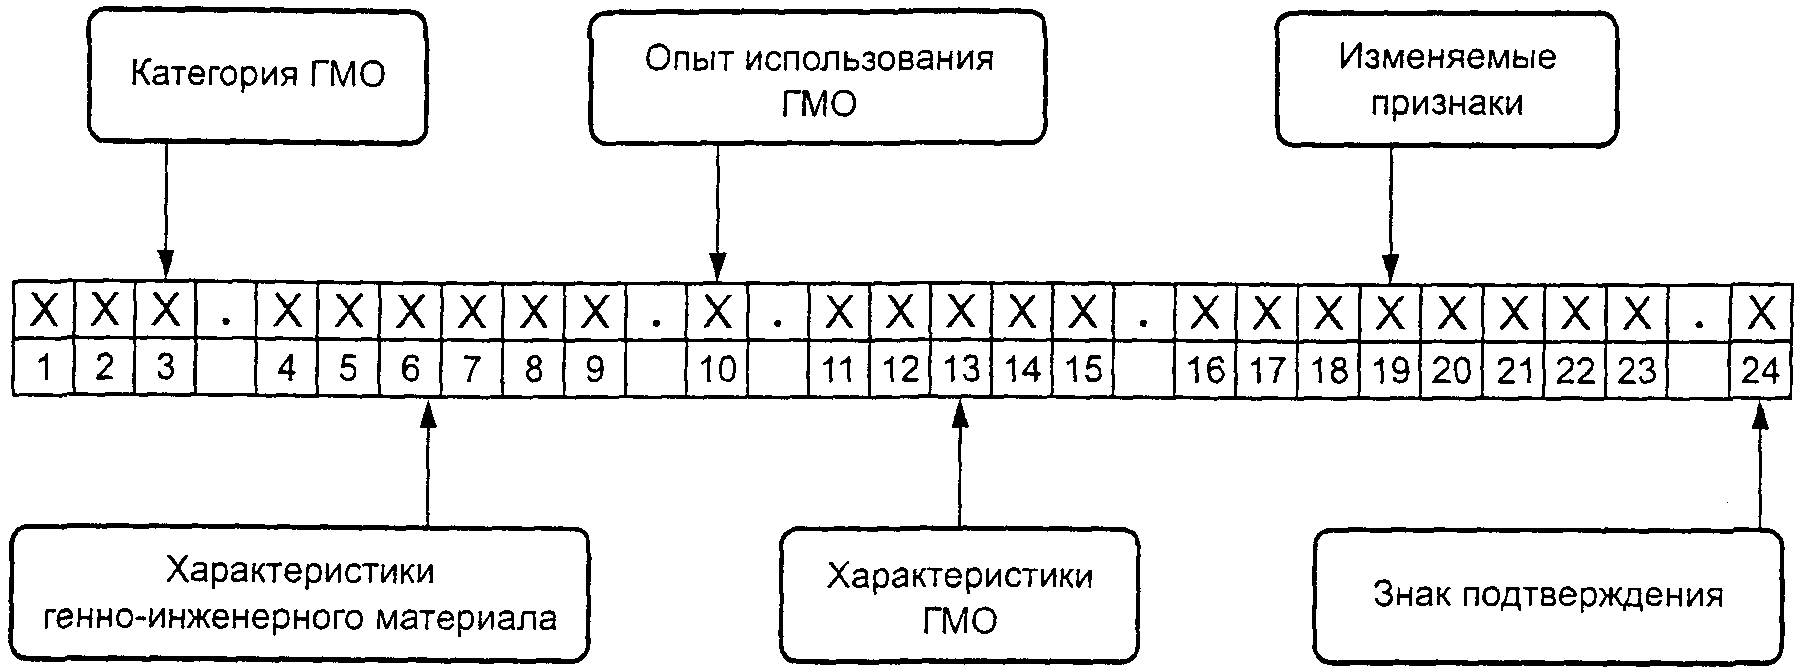 Категория ГМО
Опыт использования
ГМО
Изменяемые
признаки
X X X . X X X X X X . X . X X X X X . X X X X X X X X . X
1 2 3 4 5 6 7 8 9 10 11 12 13 14 15 16 17 18 19 20 21 22 23 24
Характеристики
генно-инженерного материала
Характеристики
ГМО
Знак подтверждения